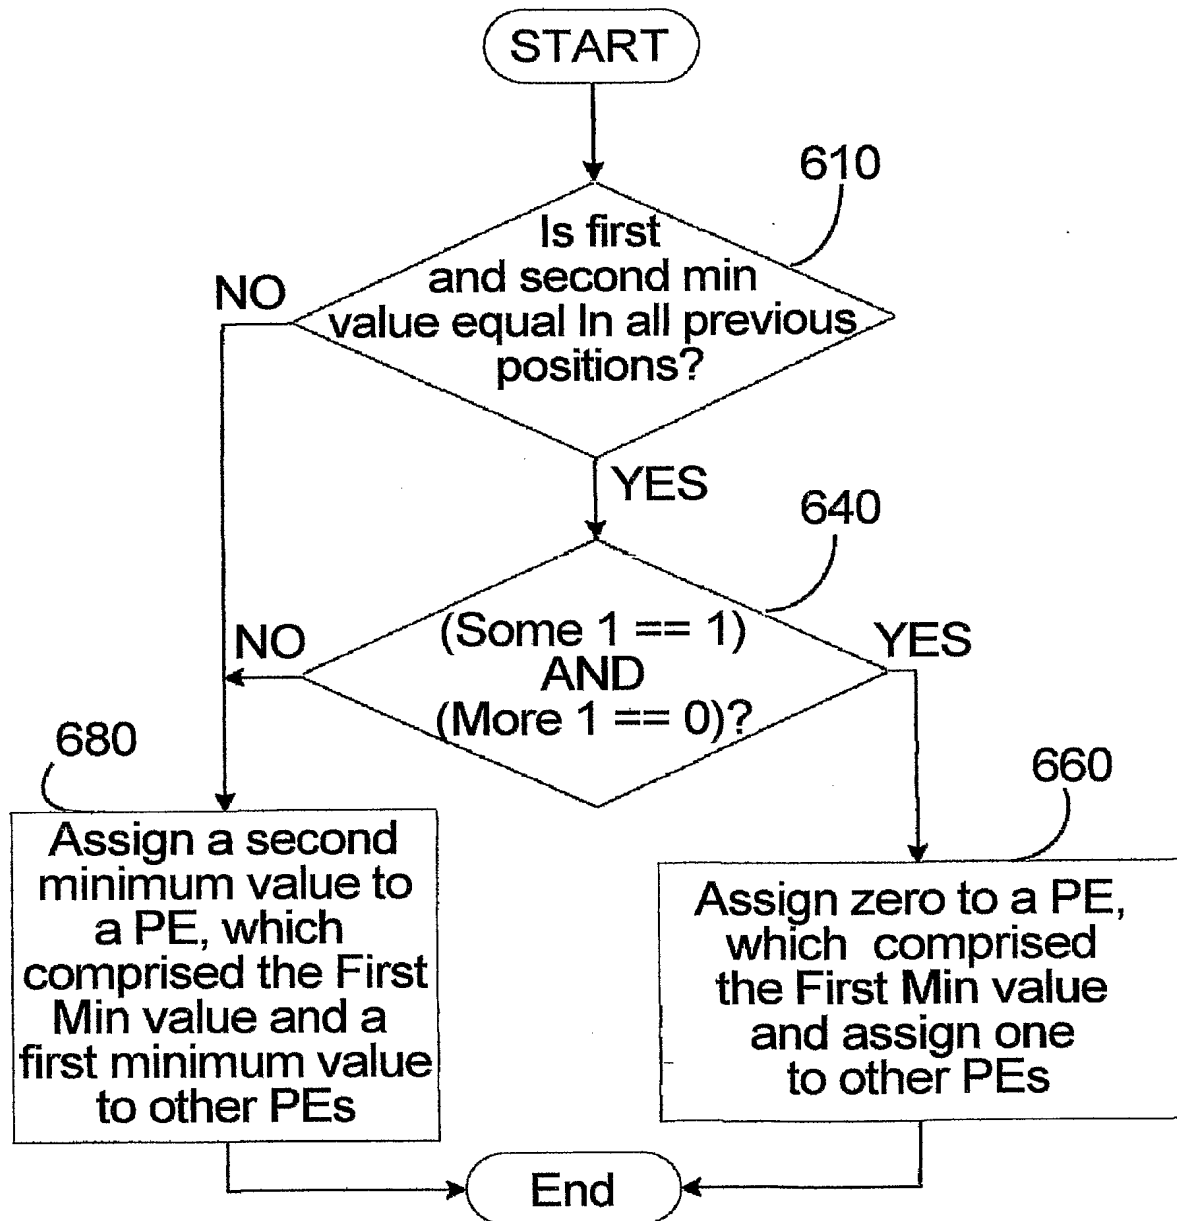 START
610
Is first
and second min
value equal In all previous
positions?
NO
YES
640
(Some 1 == 1)
AND
(More 1 == 0)?
NO
YES
680
Assign a second
minimum value to
a PE, which
comprised the First
Min value and a
first minimum value
to other PEs
660
Assign zero to a PE,
which comprised
the First Min value
and assign one
to other PEs
End